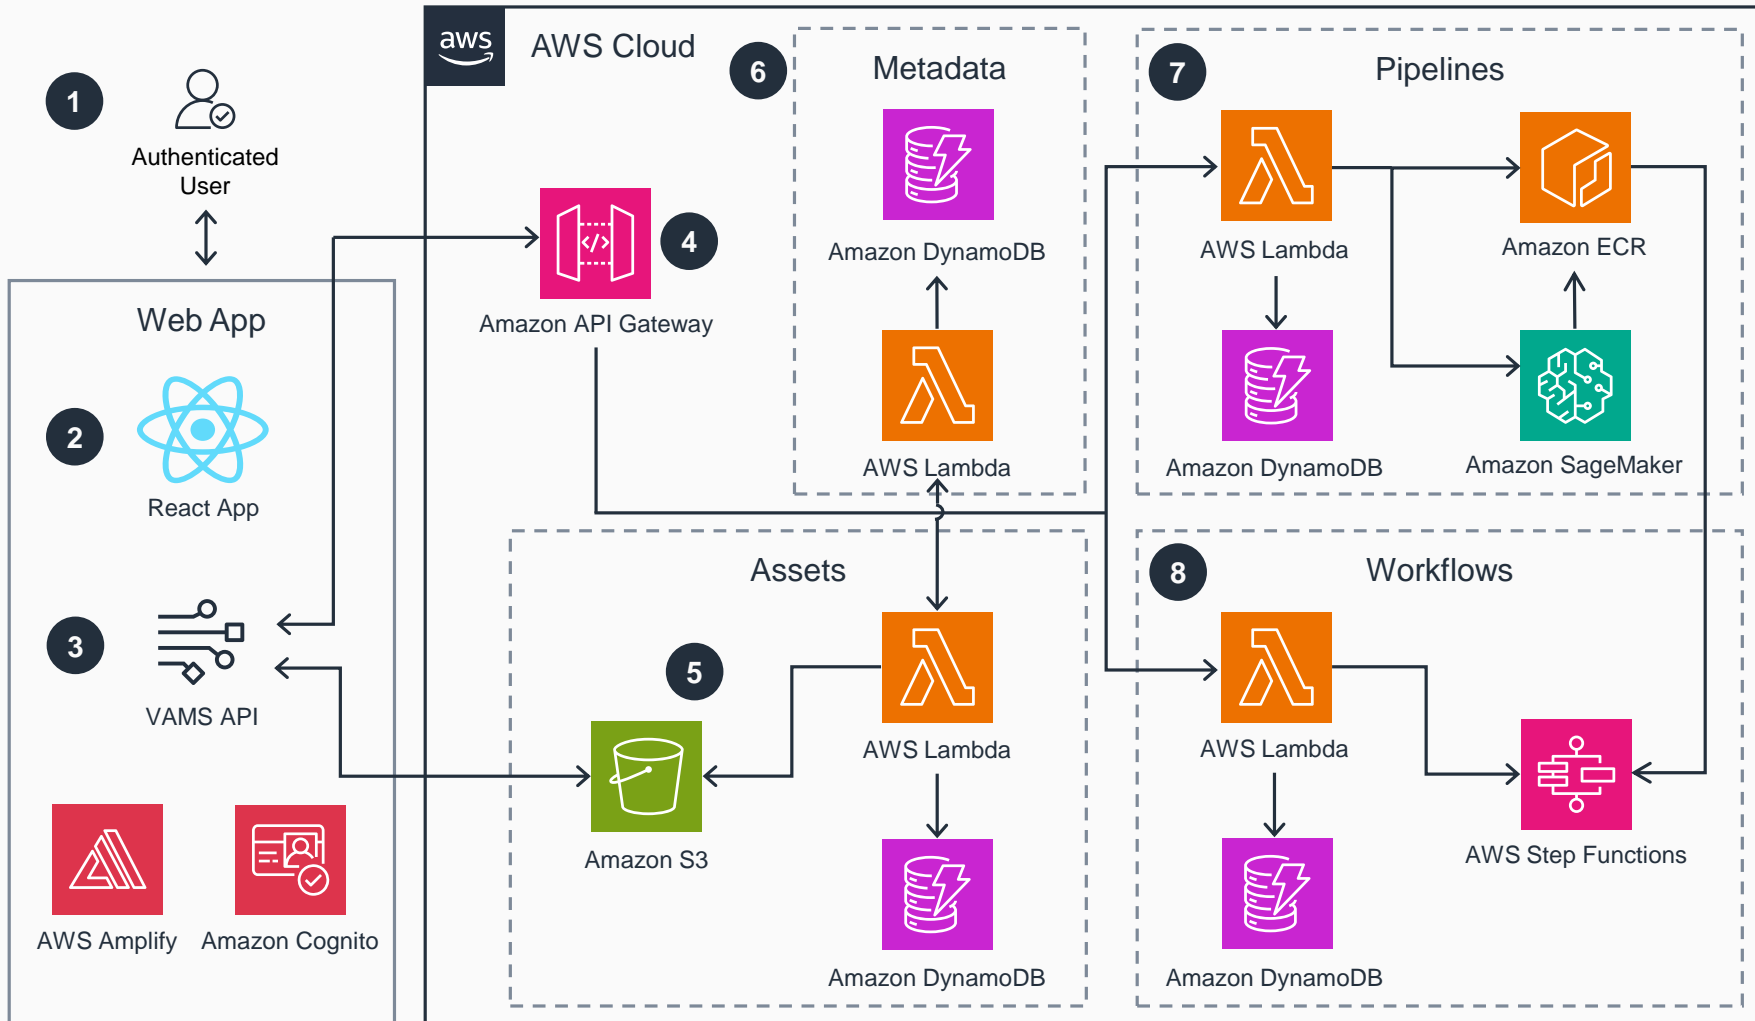 aws
AWS Cloud
1
Authenticated
User
Web App
2
React App
3
VAMS API
AWS Amplify
Amazon Cognito
</>
4
Amazon API Gateway
6
Metadata
Amazon DynamoDB
AWS Lambda
Assets
5
AWS Lambda
Amazon S3
Amazon DynamoDB
7
Pipelines
AWS Lambda
Amazon ECR
Amazon DynamoDB
Amazon SageMaker
8
Workflows
AWS Lambda
AWS Step Functions
Amazon DynamoDB